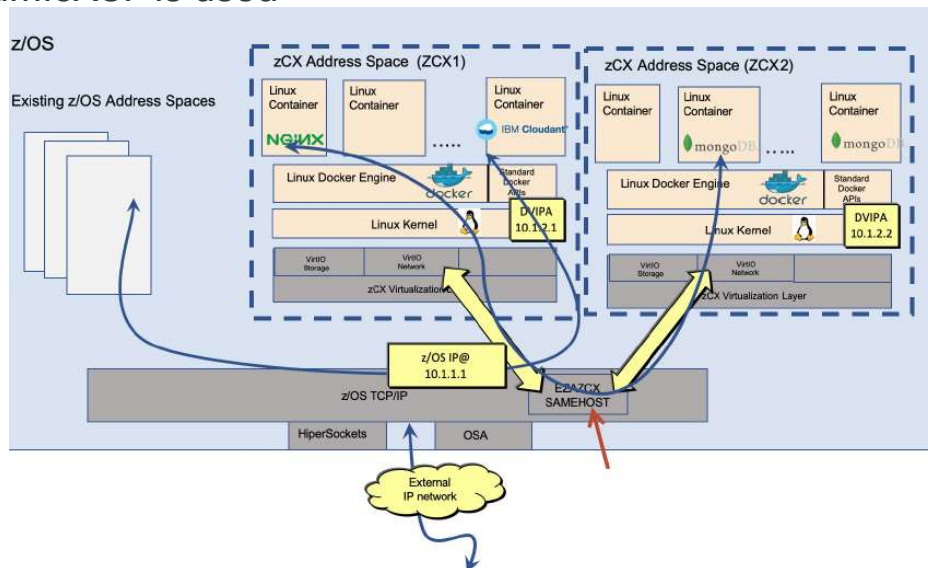 z/OS
zCX Address Space (ZCX1)
zCX Address Space (ZCX2)
Existing z/OS Address Spaces
Linux
Container
NGINX
Linux
Container
.....
Linux
Container
IBM Cloudant
Linux Docker Engine
docker
Standard
Docker
APIs
Linux Kernel
DVIPA
10.1.2.1
VirtIO
Storage
VirtIO
Network
Linux
Container
Linux
Container
mongoDB
.....
Linux
Container
mongoDB
Linux Docker Engine
docker
Standard
Docker
APIs
Linux Kernel
DVIPA
10.1.2.2
VirtIO
Storage
VirtIO
Network
zCX Virtualization
zCX Virtualization Layer
z/OS IP@
10.1.1.1
z/OS TCP/IP
EZAZCX
SAMEHOST
HiperSockets
OSA
External
IP network